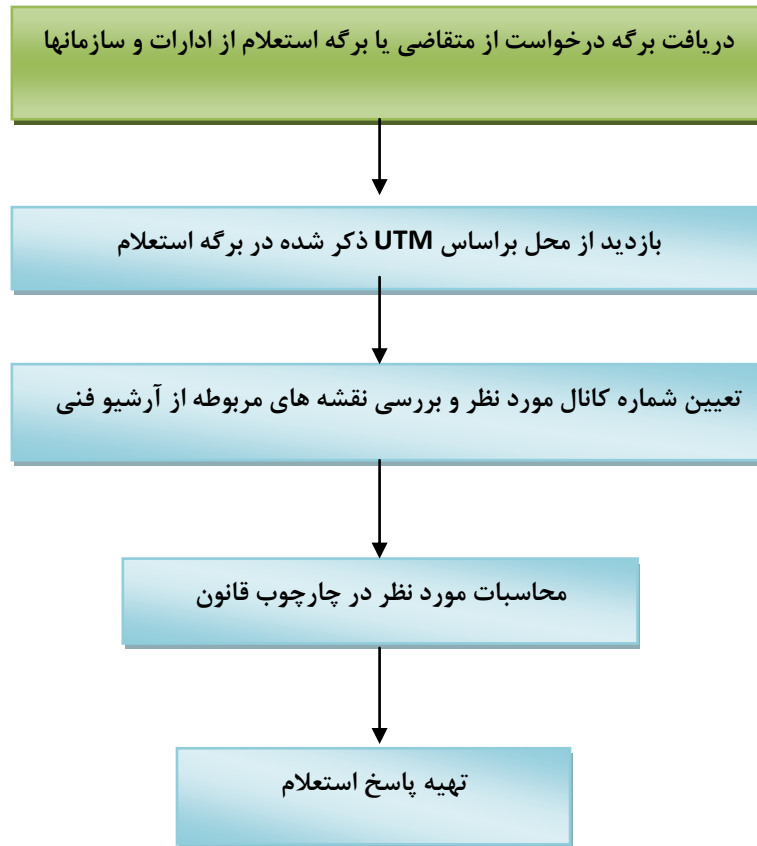 دریافت برگه درخواست از متقاضی یا برگه استعلام از ادارات و سازمانها
بازدید از محل براساس UTM ذکر شده در برگه استعلام
تعیین شماره کانال مورد نظر و بررسی نقشه های مربوطه از آرشیو فنی
محاسبات مورد نظر در چارچوب قانون
تهیه پاسخ استعلام